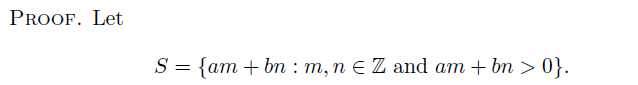 PROOF. Let
S = {am + bn : m, n ∈ ℤ and am + bn > 0}.